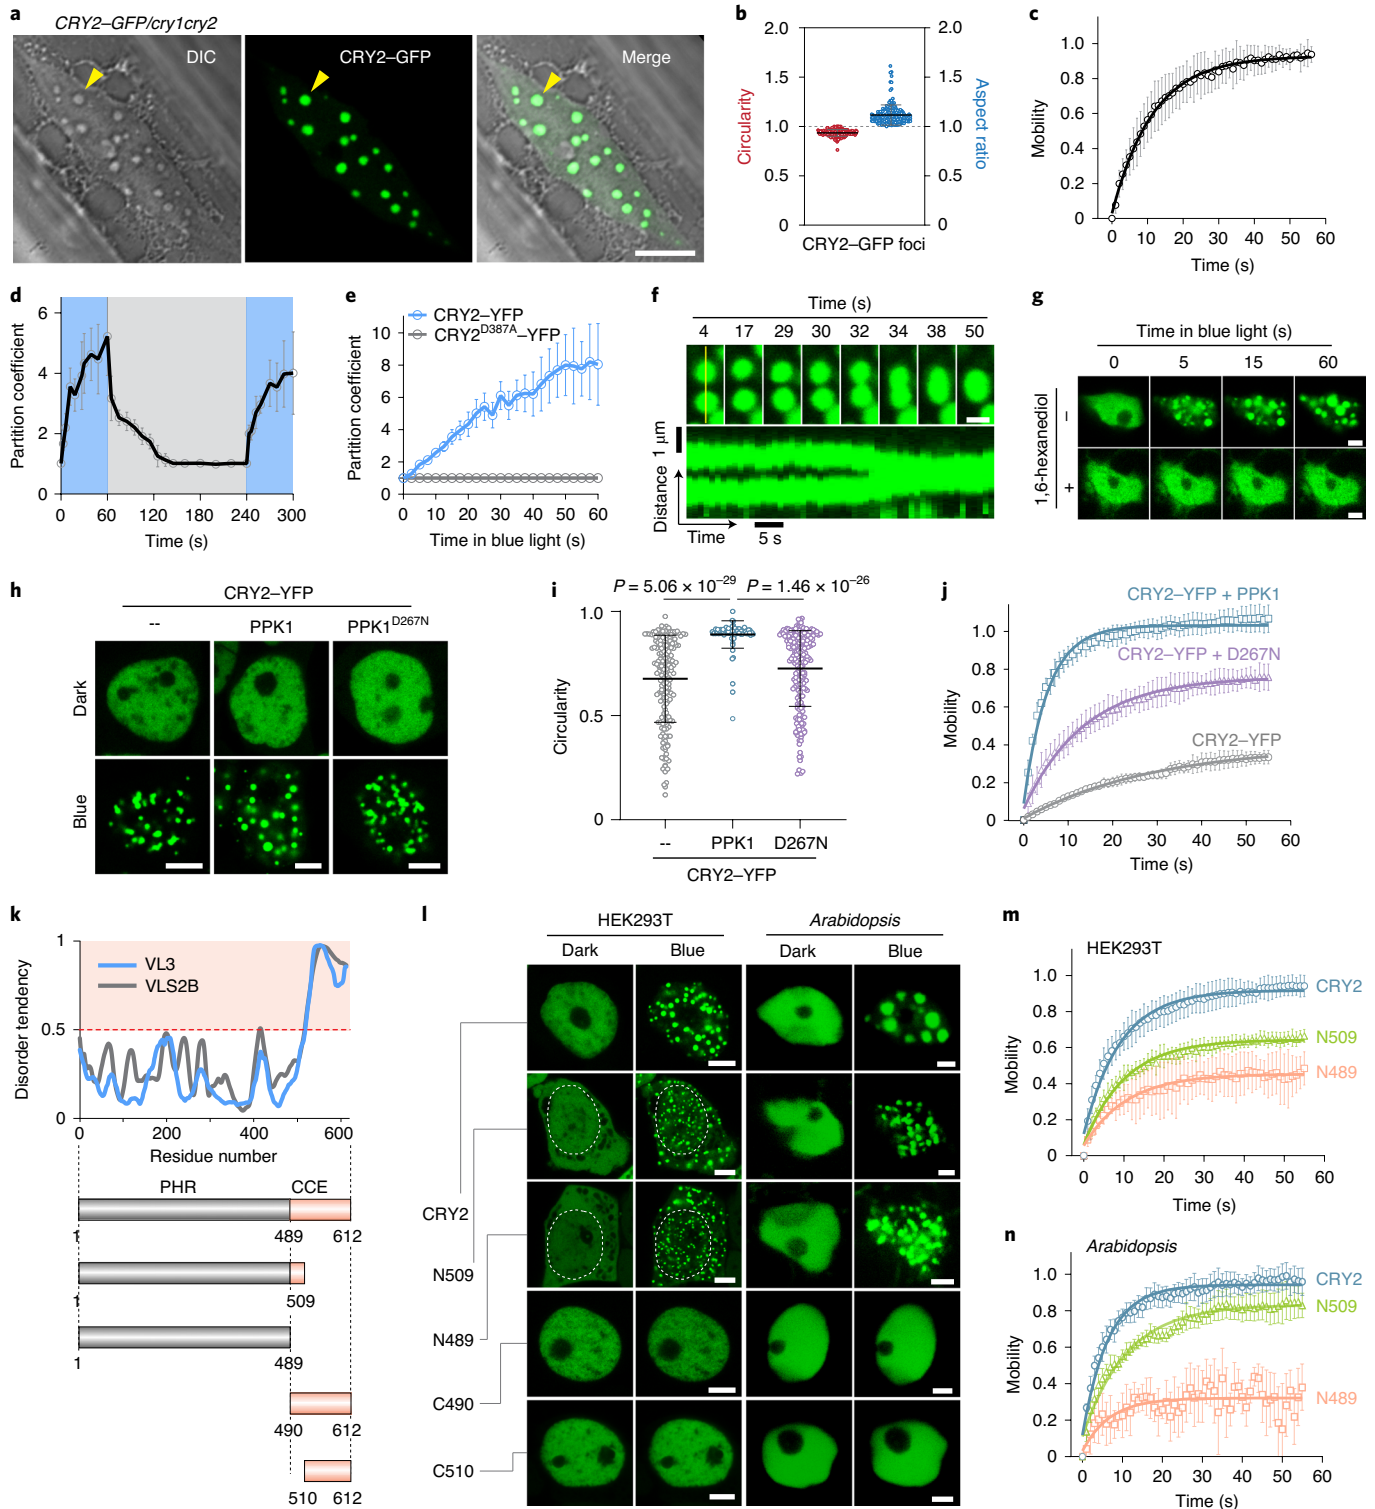 a
CRY2–GFP/cry1cry2
DIC
CRY2–GFP
Merge
b
2.0
1.5
1.0
0.5
0
Circularity
2.0
1.5
1.0
0.5
0
Aspect ratio
CRY2–GFP foci
c
1.0
0.8
0.6
0.4
0.2
0
Mobility
0 10 20 30 40 50 60
Time (s)
d
6
4
2
0
Partition coefficient
0 60 120 180 240 300
Time (s)
e
CRY2–YFP
CRY2D387A–YFP
10
8
6
4
2
0
Partition coefficient
0 10 20 30 40 50 60
Time in blue light (s)
f
Time (s)
4 17 29 30 32 34 38 50
1 µm
Distance
Time
5 s
g
Time in blue light (s)
0 5 15 60
1,6-hexanediol
–
+
h
CRY2–YFP
-- PPK1 PPK1D267N
Dark
Blue
i
P = 5.06 × 10−29 P = 1.46 × 10−26
1.0
0.5
0
Circularity
-- PPK1 D267N
CRY2–YFP
j
CRY2–YFP + PPK1
CRY2–YFP + D267N
CRY2–YFP
1.0
0.8
0.6
0.4
0.2
0
Mobility
0 10 20 30 40 50 60
Time (s)
k
1
0.5
0
Disorder tendency
VL3
VLS2B
0 200 400 600
Residue number
PHR CCE
1 489 612
1 509
1 489
490 612
510 612
l
HEK293T Arabidopsis
Dark Blue Dark Blue
CRY2
N509
N489
C490
C510
m
HEK293T
1.0
0.8
0.6
0.4
0.2
0
Mobility
CRY2
N509
N489
0 10 20 30 40 50 60
Time (s)
n
Arabidopsis
1.0
0.8
0.6
0.4
0.2
0
Mobility
CRY2
N509
N489
0 10 20 30 40 50 60
Time (s)